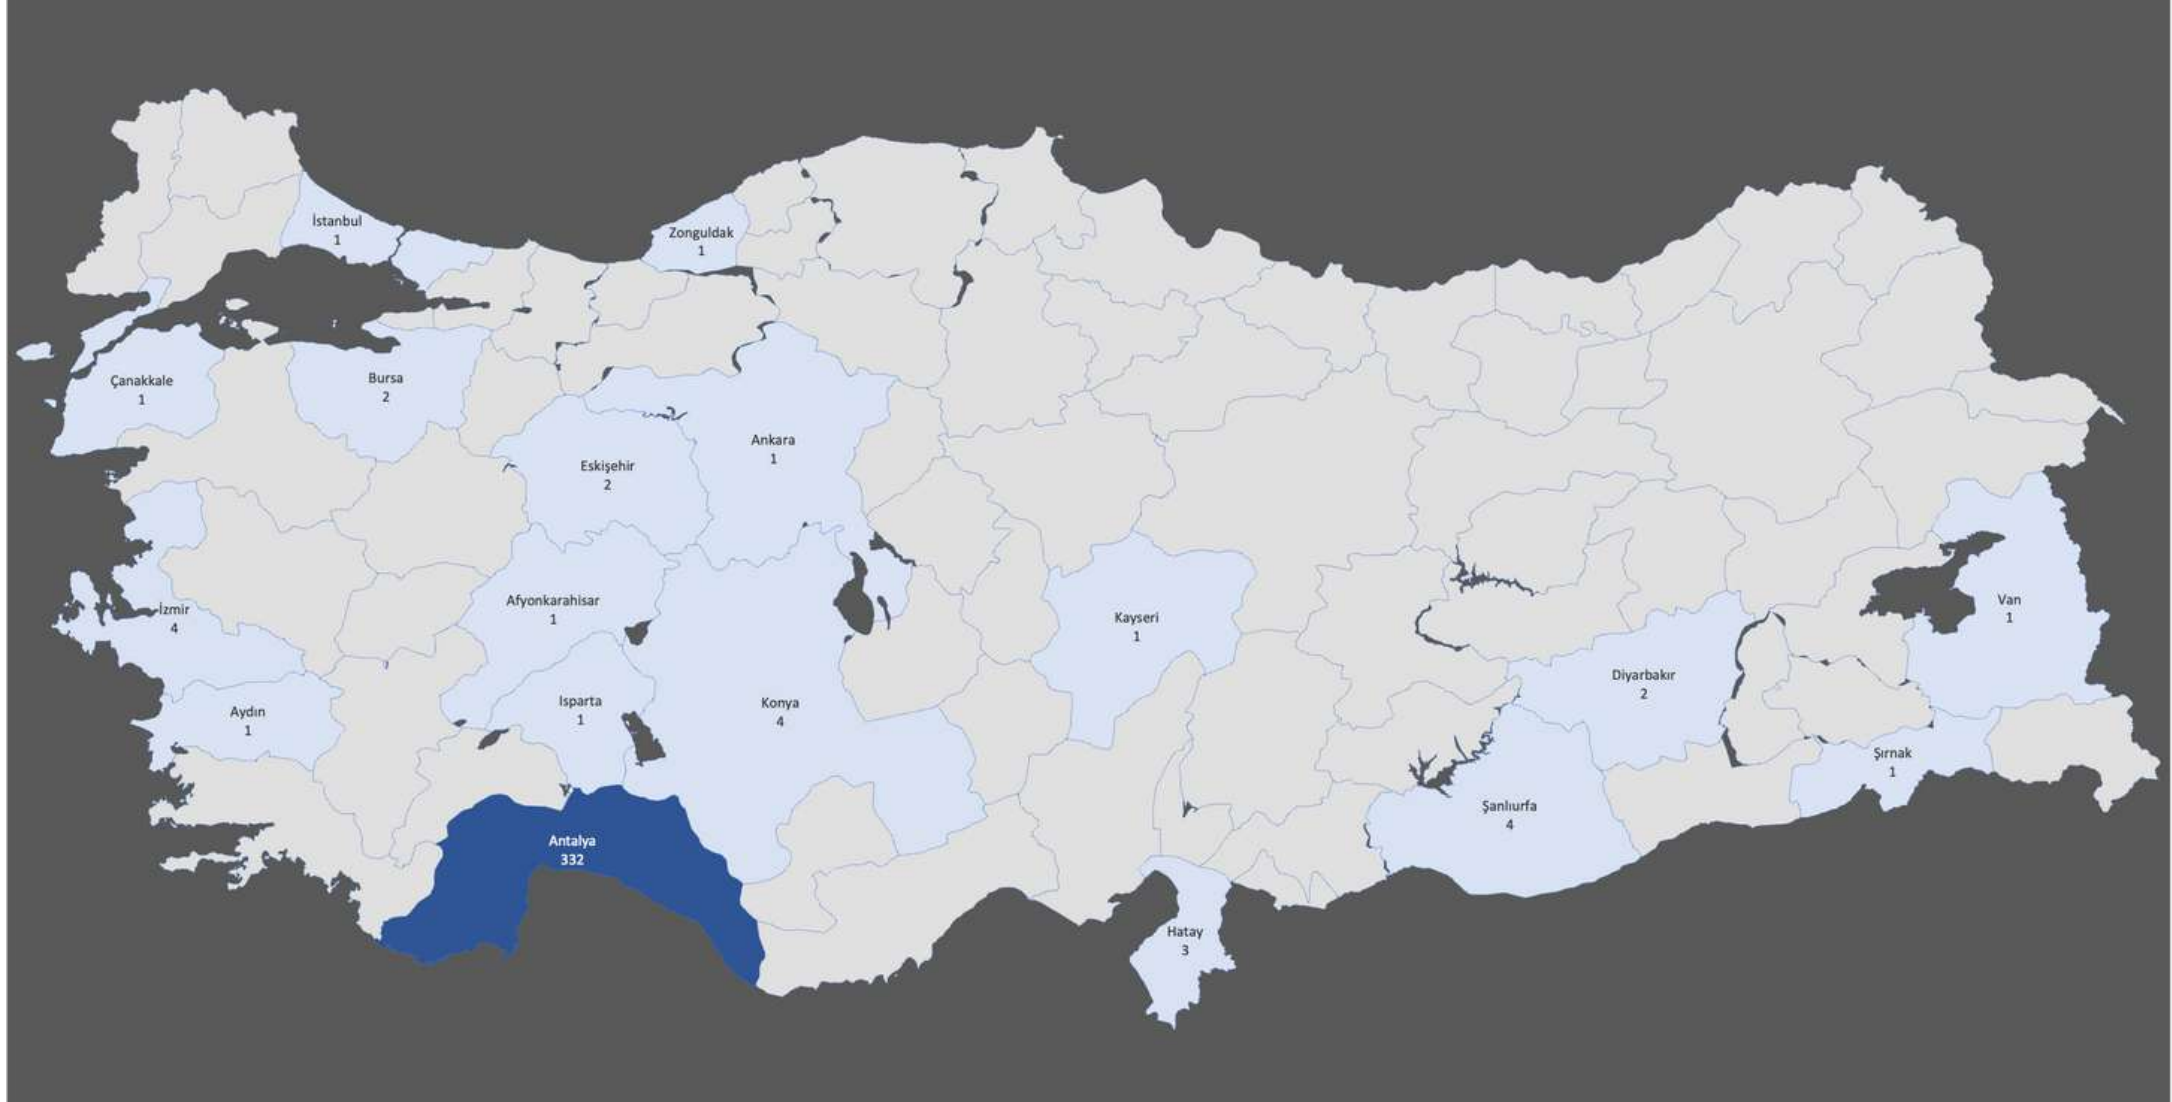 İstanbul
1
Zonguldak
1
Çanakkale
1
Bursa
2
Ankara
1
Eskişehir
2
İzmir
4
Afyonkarahisar
1
Kayseri
1
Van
1
Aydın
1
Isparta
1
Konya
4
Diyarbakır
2
Şırnak
1
Şanlıurfa
4
Antalya
332
Hatay
3